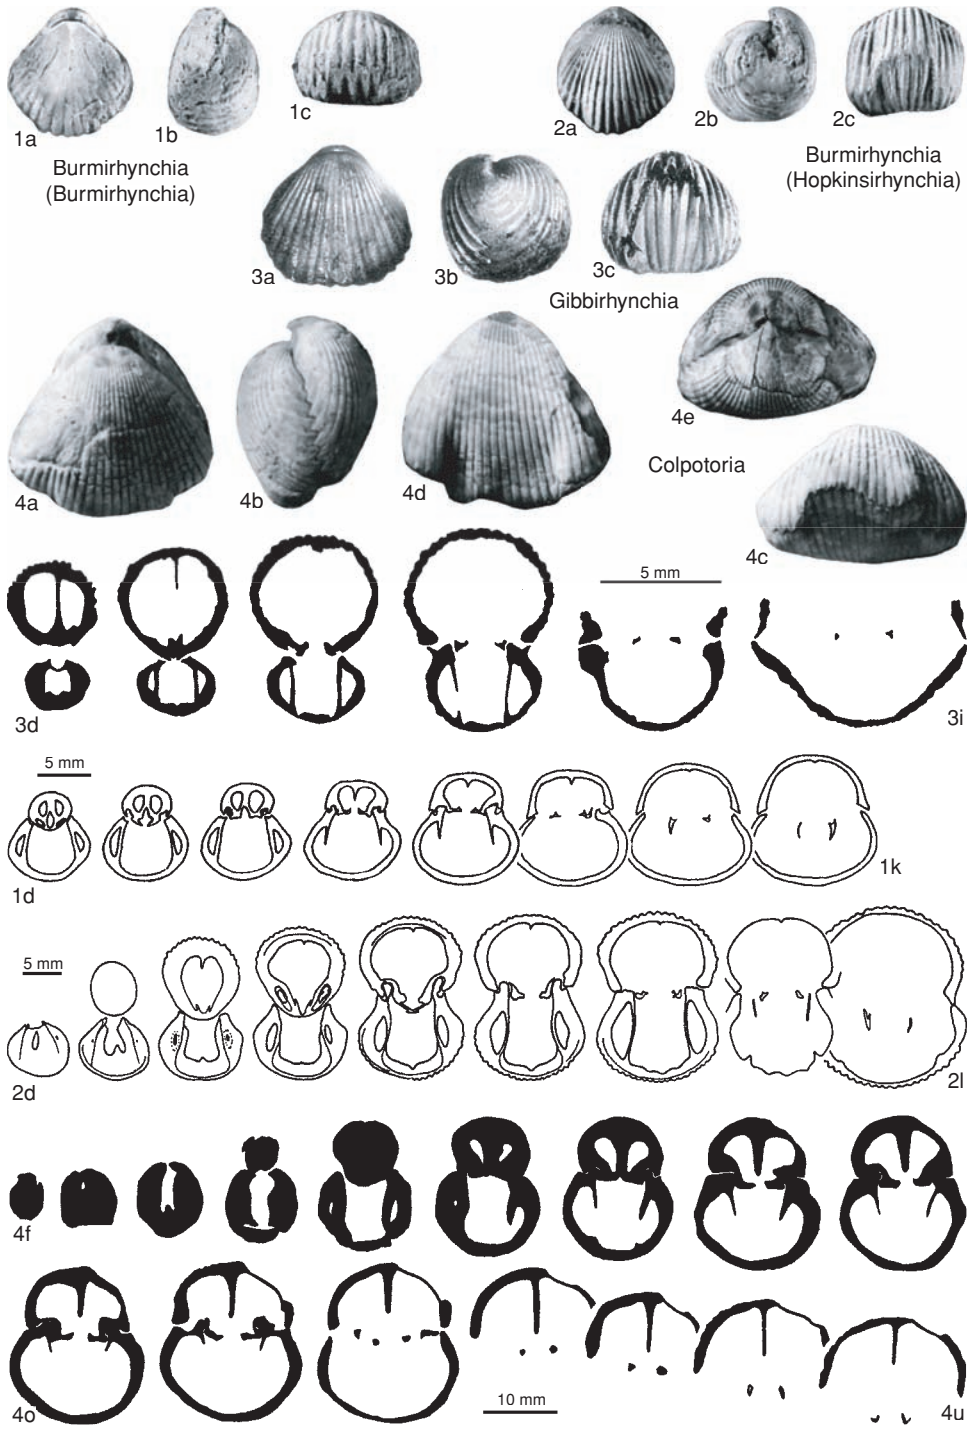 1a
1b
1c
2a
2b
2c
Burmirhynchia
(Burmirhynchia)
Burmirhynchia
(Hopkinsirhynchia)
3a
3b
3c
Gibbirhynchia
4a
4b
4d
4e
Colpotoria
4c
5 mm
3d
3i
5 mm
1d
1k
5 mm
2d
2l
4f
4o
10 mm
4u